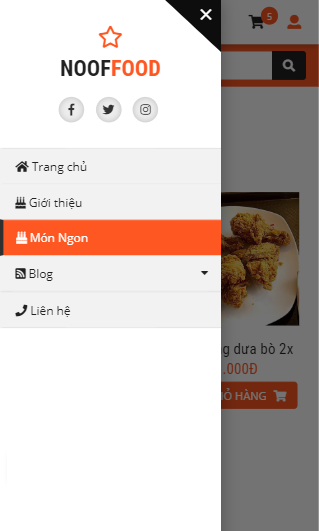 5
NOOFFOOD
Trang chủ
Giới thiệu
Món Ngon
Blog
Liên hệ
dưa bò 2x
.000Đ
HÀNG